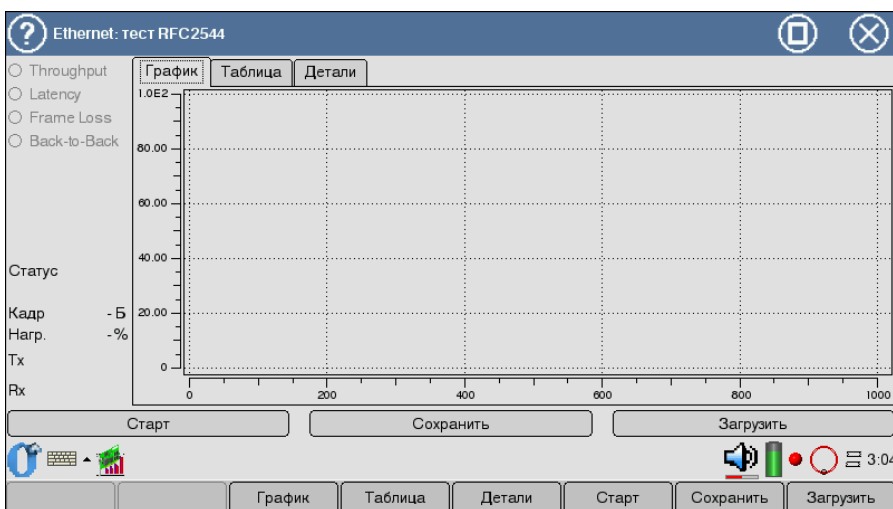 Ethernet: тест RFC2544
График Таблица Детали
Throughput
Latency
Frame Loss
Back-to-Back
1.0E2
80.00
60.00
40.00
20.00
0
0 200 400 600 800 1000
Статус
Кадр - Б
Нагр. -%
Tx
Rx
Старт Сохранить Загрузить
3:04
График Таблица Детали Старт Сохранить Загрузить